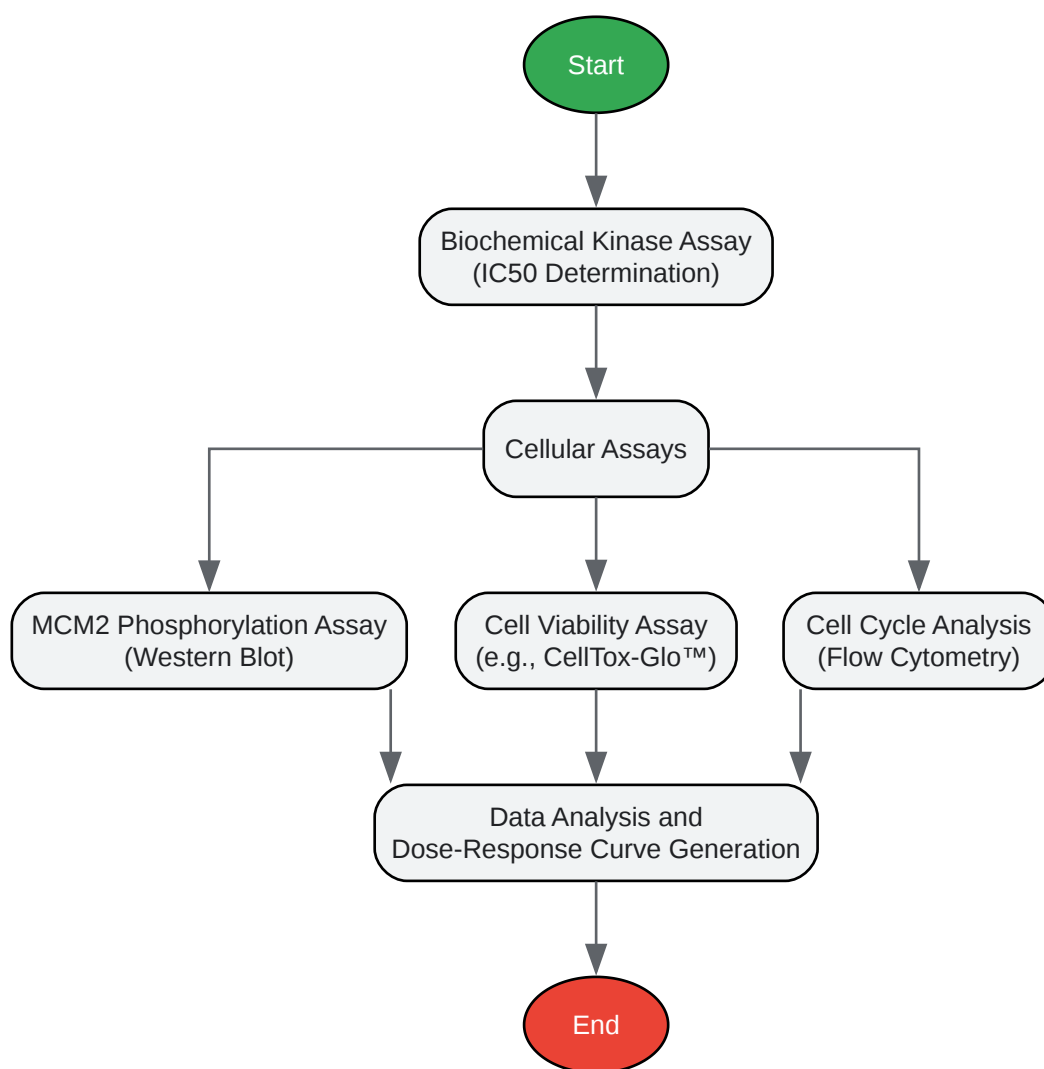 Start
Biochemical Kinase Assay
(IC50 Determination)
Cellular Assays
MCM2 Phosphorylation Assay
(Western Blot)
Cell Viability Assay
(e.g., CellTox-Glo™)
Cell Cycle Analysis
(Flow Cytometry)
Data Analysis and
Dose-Response Curve Generation
End